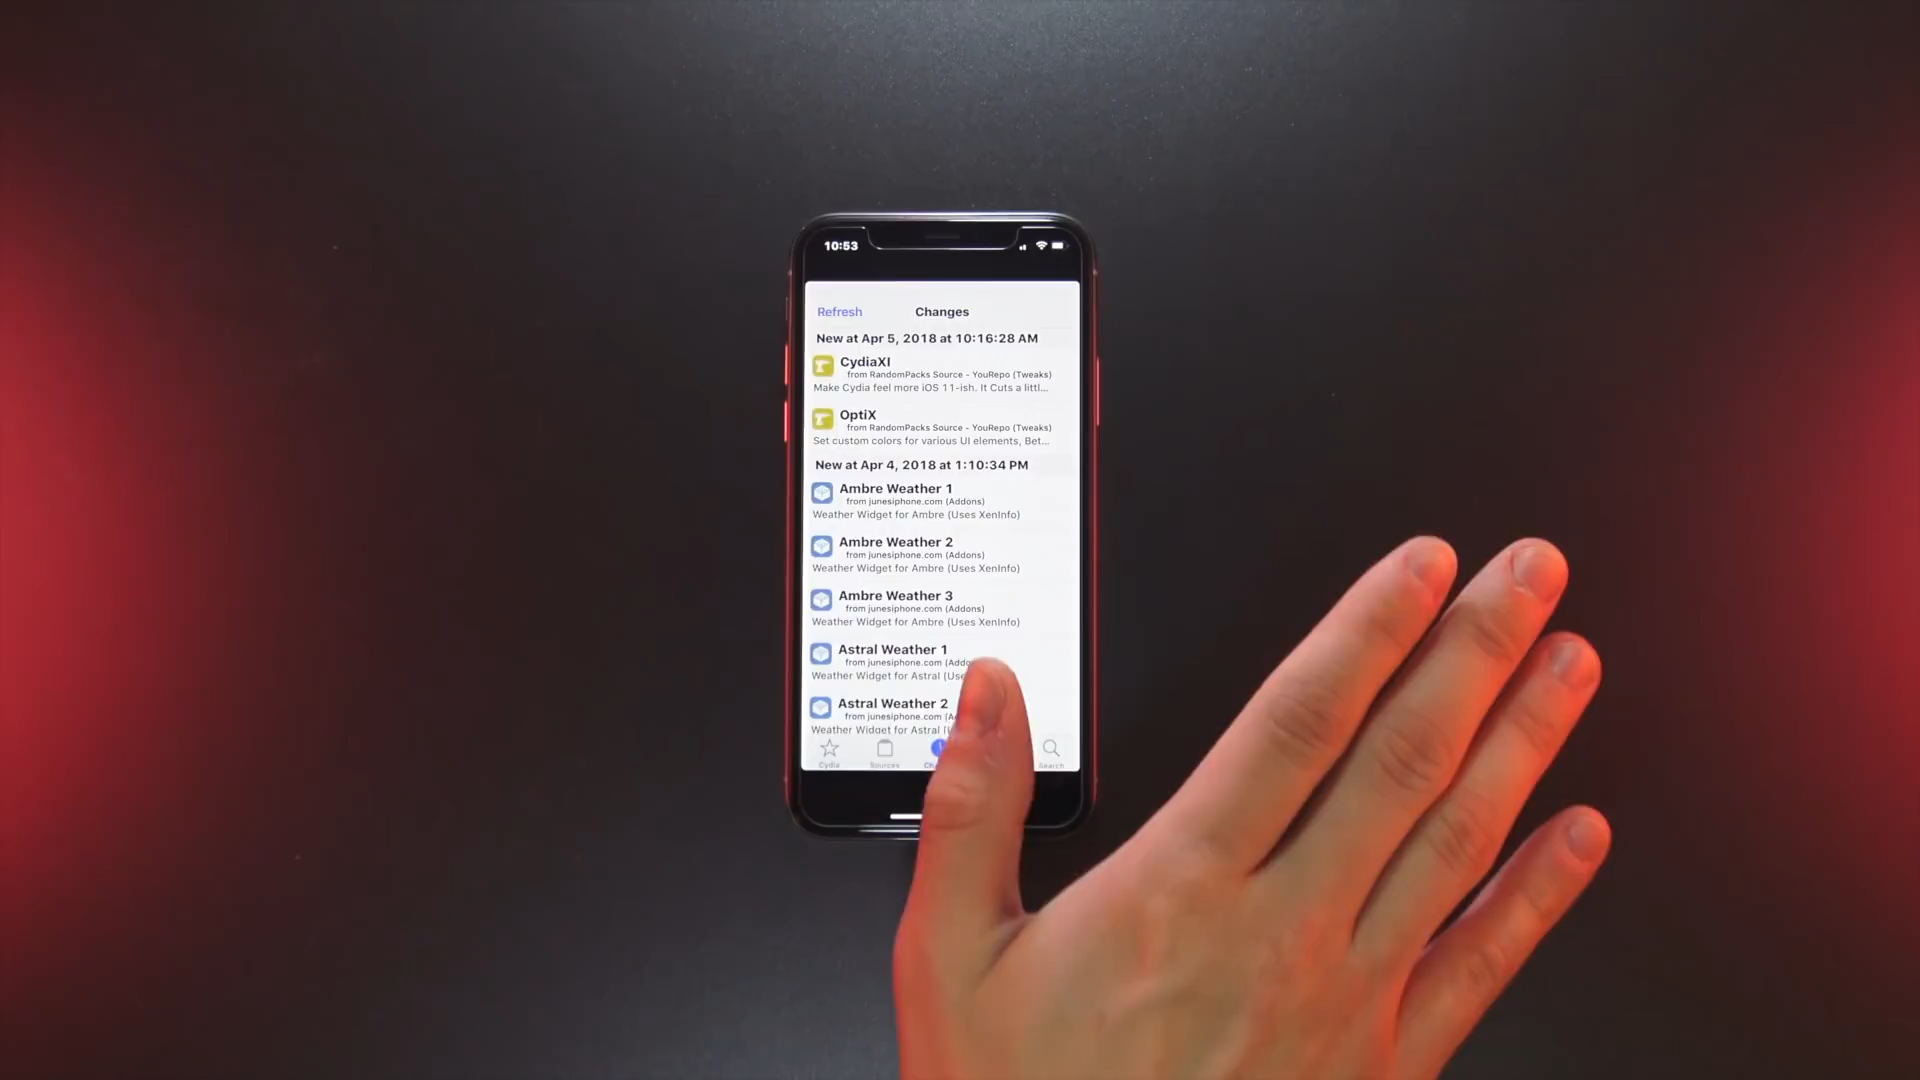 10:53
Refresh
Changes
New at Apr 5, 2018 at 10:16:28 AM
CydiaXI
from RandomPacks Source - YouRepo (Tweaks)
Make Cydia feel more iOS 11-ish. It Cuts a littl...
OptiX
from RandomPacks Source - YouRepo (Tweaks)
Set custom colors for various UI elements, Bet...
New at Apr 4, 2018 at 1:10:34 PM
Ambre Weather 1
from junesiphone.com (Addons)
Weather Widget for Ambre (Uses XenInfo)
Ambre Weather 2
from junesiphone.com (Addons)
Weather Widget for Ambre (Uses XenInfo)
Ambre Weather 3
from junesiphone.com (Addons)
Weather Widget for Ambre (Uses XenInfo)
Astral Weather 1
from junesiphone.com
Weather Widget for Astral
Astral Weather 2
from junesiphone.com
Weather Widget for Astral
Cydia
Sources
Search